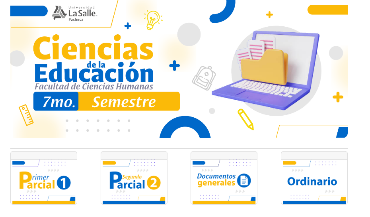 La Salle
Pachuca
Ciencias
de la
Educación
Facultad de Ciencias Humanas
7mo. Semestre
Primer
Parcial 1
Segundo
Parcial 2
Documentos
generales
Ordinario